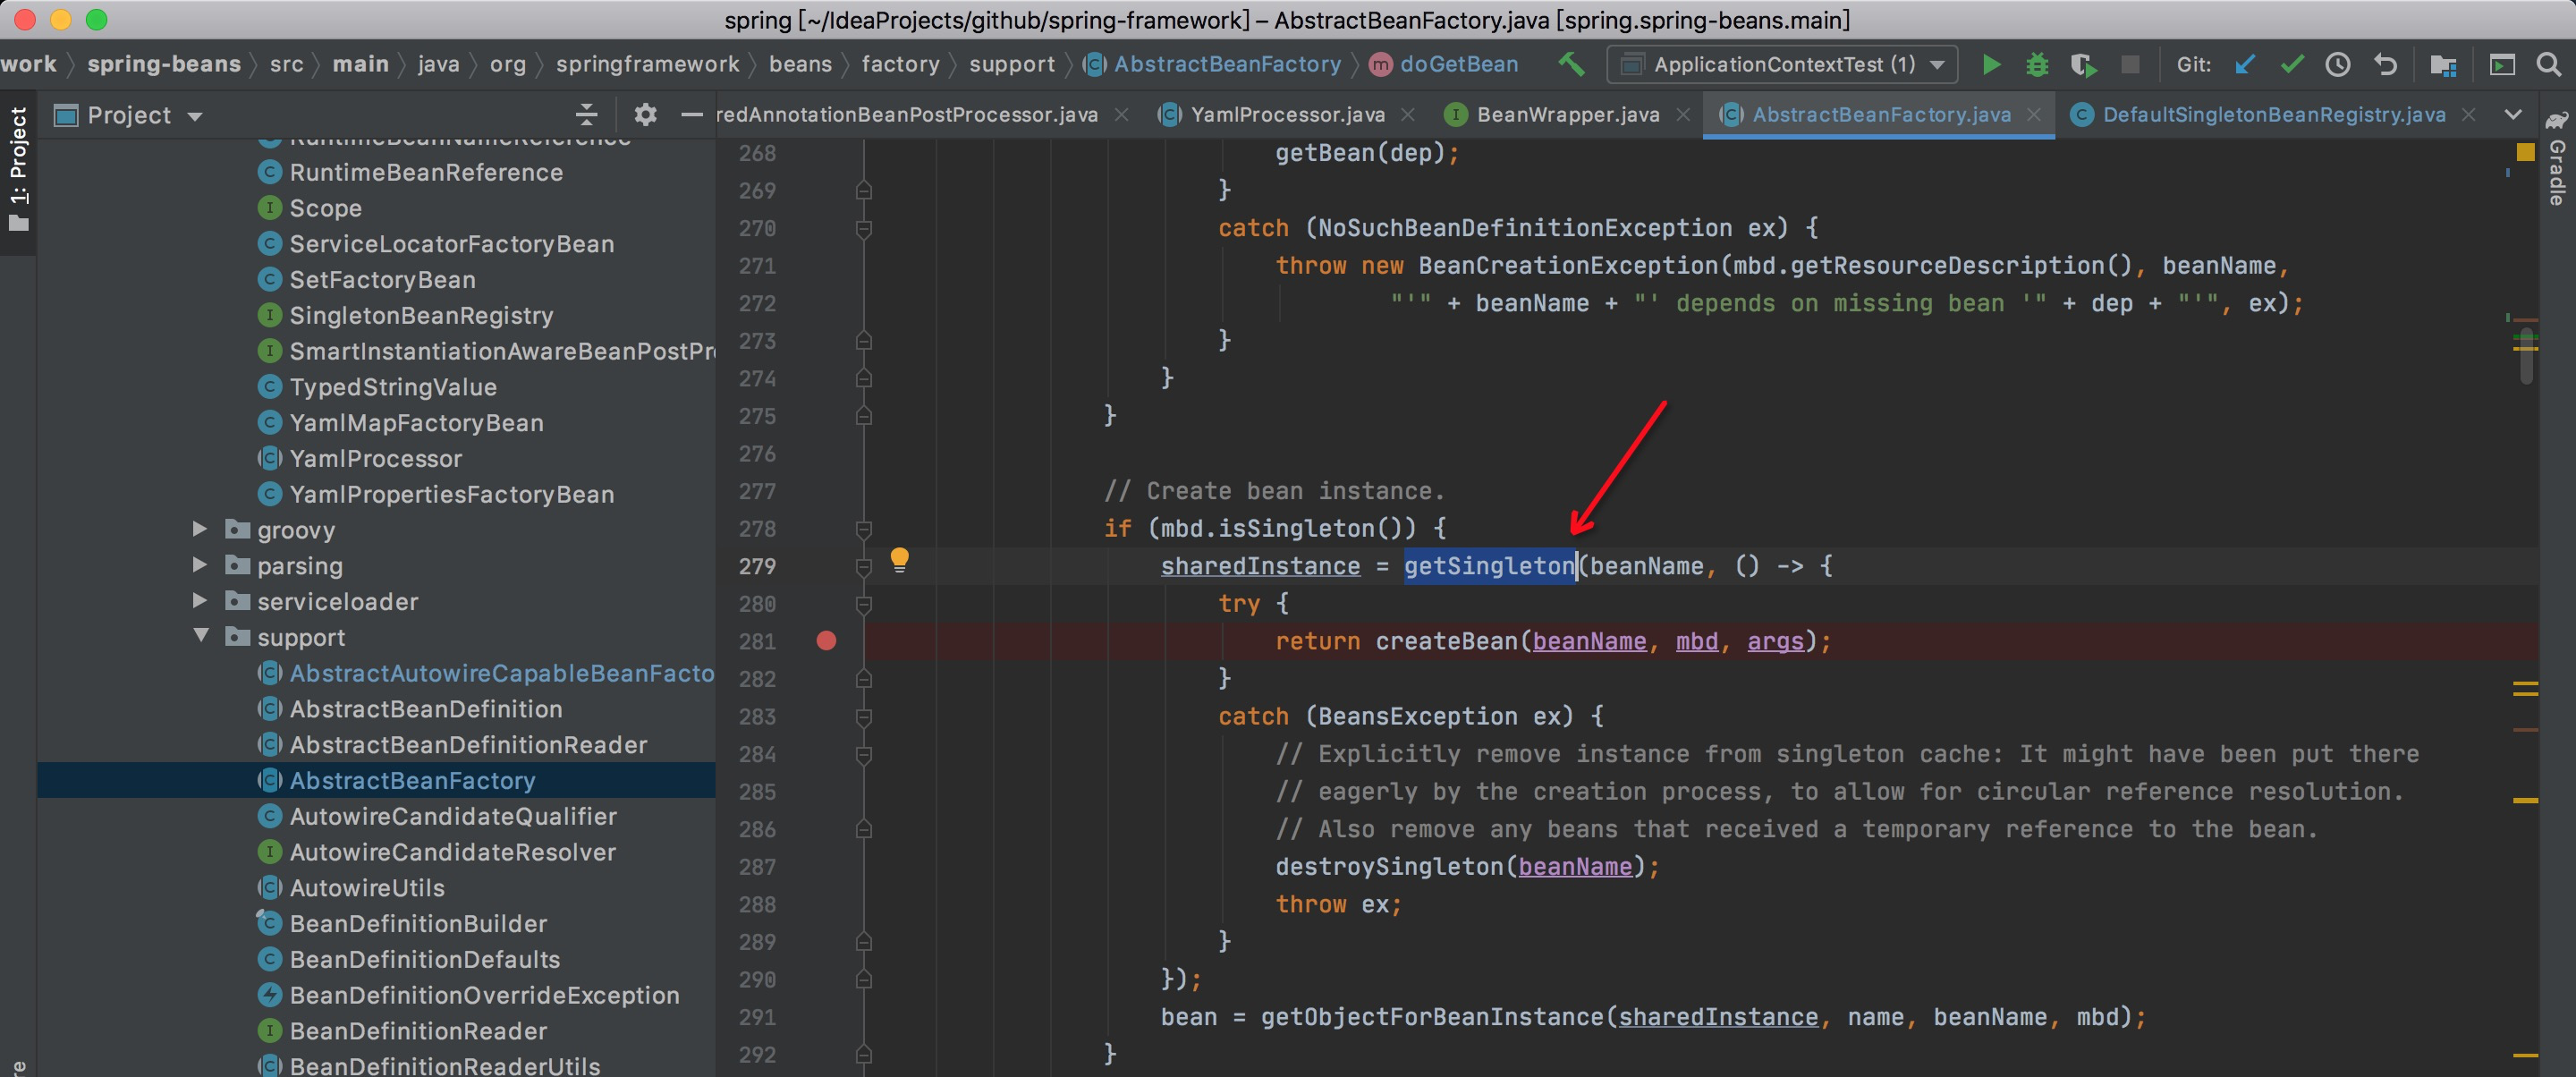 spring [~/IdeaProjects/github/spring-framework] – AbstractBeanFactory.java [spring.spring-beans.main]
work 〉 spring-beans 〉 src 〉 main 〉 java 〉 org 〉 springframework 〉 beans 〉 factory 〉 support 〉 AbstractBeanFactory 〉 doGetBean ApplicationContextTest (1) Git:
1: Project
Project
redAnnotationBeanPostProcessor.java YamlProcessor.java BeanWrapper.java AbstractBeanFactory.java DefaultSingletonBeanRegistry.java
Gradle
RuntimeBeanNameReference
RuntimeBeanReference
Scope
ServiceLocatorFactoryBean
SetFactoryBean
SingletonBeanRegistry
SmartInstantiationAwareBeanPostPr
TypedStringValue
YamlMapFactoryBean
YamlProcessor
YamlPropertiesFactoryBean
groovy
parsing
serviceloader
support
AbstractAutowireCapableBeanFacto
AbstractBeanDefinition
AbstractBeanDefinitionReader
AbstractBeanFactory
AutowireCandidateQualifier
AutowireCandidateResolver
AutowireUtils
BeanDefinitionBuilder
BeanDefinitionDefaults
BeanDefinitionOverrideException
BeanDefinitionReader
BeanDefinitionReaderUtils
268 getBean(dep);
269 }
270 catch (NoSuchBeanDefinitionException ex) {
271 throw new BeanCreationException(mbd.getResourceDescription(), beanName,
272 "'" + beanName + "' depends on missing bean '" + dep + "'", ex);
273 }
274 }
275 }
276
277 // Create bean instance.
278 if (mbd.isSingleton()) {
279 sharedInstance = getSingleton(beanName, () -> {
280 try {
281 return createBean(beanName, mbd, args);
282 }
283 catch (BeansException ex) {
284 // Explicitly remove instance from singleton cache: It might have been put there
285 // eagerly by the creation process, to allow for circular reference resolution.
286 // Also remove any beans that received a temporary reference to the bean.
287 destroySingleton(beanName);
288 throw ex;
289 }
290 });
291 bean = getObjectForBeanInstance(sharedInstance, name, beanName, mbd);
292 }